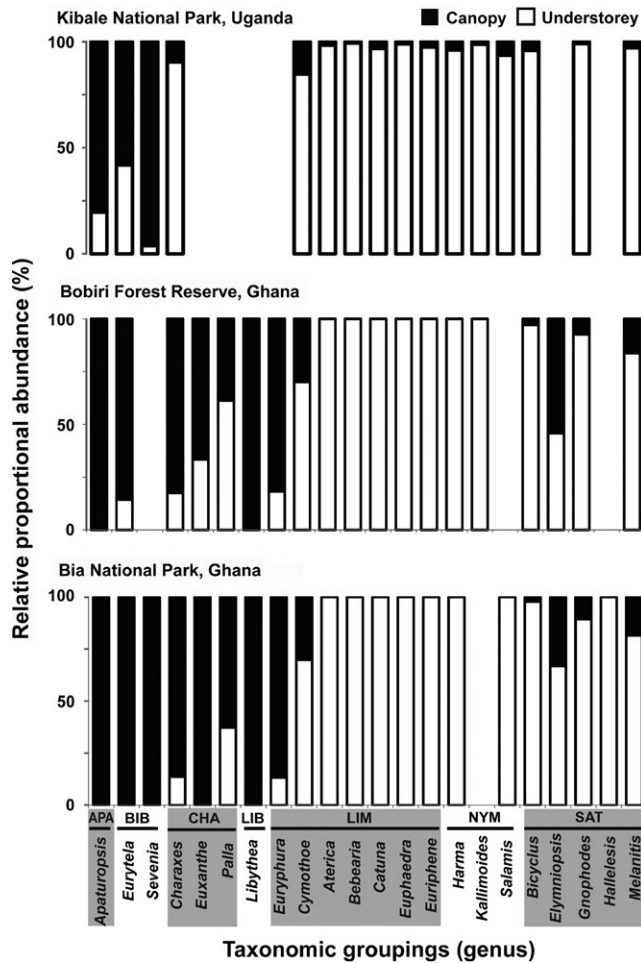 Kibale National Park, Uganda
Canopy Understorey
100
50
0
Bobiri Forest Reserve, Ghana
100
50
0
Bia National Park, Ghana
100
50
0
Relative proportional abundance (%)
APA BIB CHA LIB LIM NYM SAT
Apaturopsis
Eurytela
Sevenia
Charaxes
Euxanthe
Palla
Libythea
Euryphura
Cymothoe
Aterica
Bebearia
Catuna
Euphaedra
Euriphene
Harma
Kallimoides
Salamis
Bicyclus
Elymniopsis
Gnophodes
Hallelesis
Melanitis
Taxonomic groupings (genus)